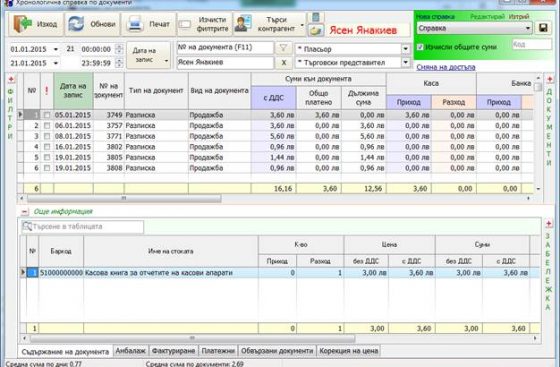 Хронологична справка по документи
Изход Обнови Печат Изчисти филтрите Търси контрагент Ясен Янакиев
Нова справка Редактирай Изтрий
Справка
Изчисли общите суми Код
Сняна на достъпа
01.01.2015 21 00:00:00 Дата на запис № на документа (F11) * Пласьор
21.01.2015 23:59:59 Ясен Янакиев * Търговски представител
ФИЛТРИ
ДОКУМЕНТИ
№ ! Дата на запис № на документ Тип на документ Вид на документа Суми към документа Каса Банка
с ДДС Общо платено Дължима сума Приход Разход Приход
1 05.01.2015 3749 Разписка Продажба 3,60 лв 3,60 лв 0,00 лв 3,60 лв 0,00 лв 0,00
2 06.01.2015 3757 Разписка Продажба 3,60 лв 0,00 лв 3,60 лв 0,00 лв 0,00 лв 0,00
3 08.01.2015 3771 Разписка Продажба 3,60 лв 0,00 лв 3,60 лв 0,00 лв 0,00 лв 0,00
4 16.01.2015 3802 Разписка Продажба 0,96 лв 0,00 лв 0,96 лв 0,00 лв 0,00 лв 0,00
5 19.01.2015 3805 Разписка Продажба 1,44 лв 0,00 лв 1,44 лв 0,00 лв 0,00 лв 0,00
6 19.01.2015 3808 Разписка Продажба 0,96 лв 0,00 лв 0,96 лв 0,00 лв 0,00 лв 0,00
6 16,16 3,60 12,56 3,60 0,00 0,00
Още информация
Търсене в таблицата
ЗАБЕЛЕЖКА
№ Баркод Име на стоката К-во Цена Суми
Приход Разход без ДДС с ДДС без ДДС с ДДС
1 51000000000 Касова книга за отчетите на касови апарати 0 1 3,00 лв 3,60 лв 3,00 лв 3,60 лв
1 0 1 3,00 3,60 3,00 3,60
Съдържание на документа Амбалаж Фактуриране Платежни Обвързани документи Корекция на цена
Средна сума по дни: 0.77 Средна сума по документи: 2.69